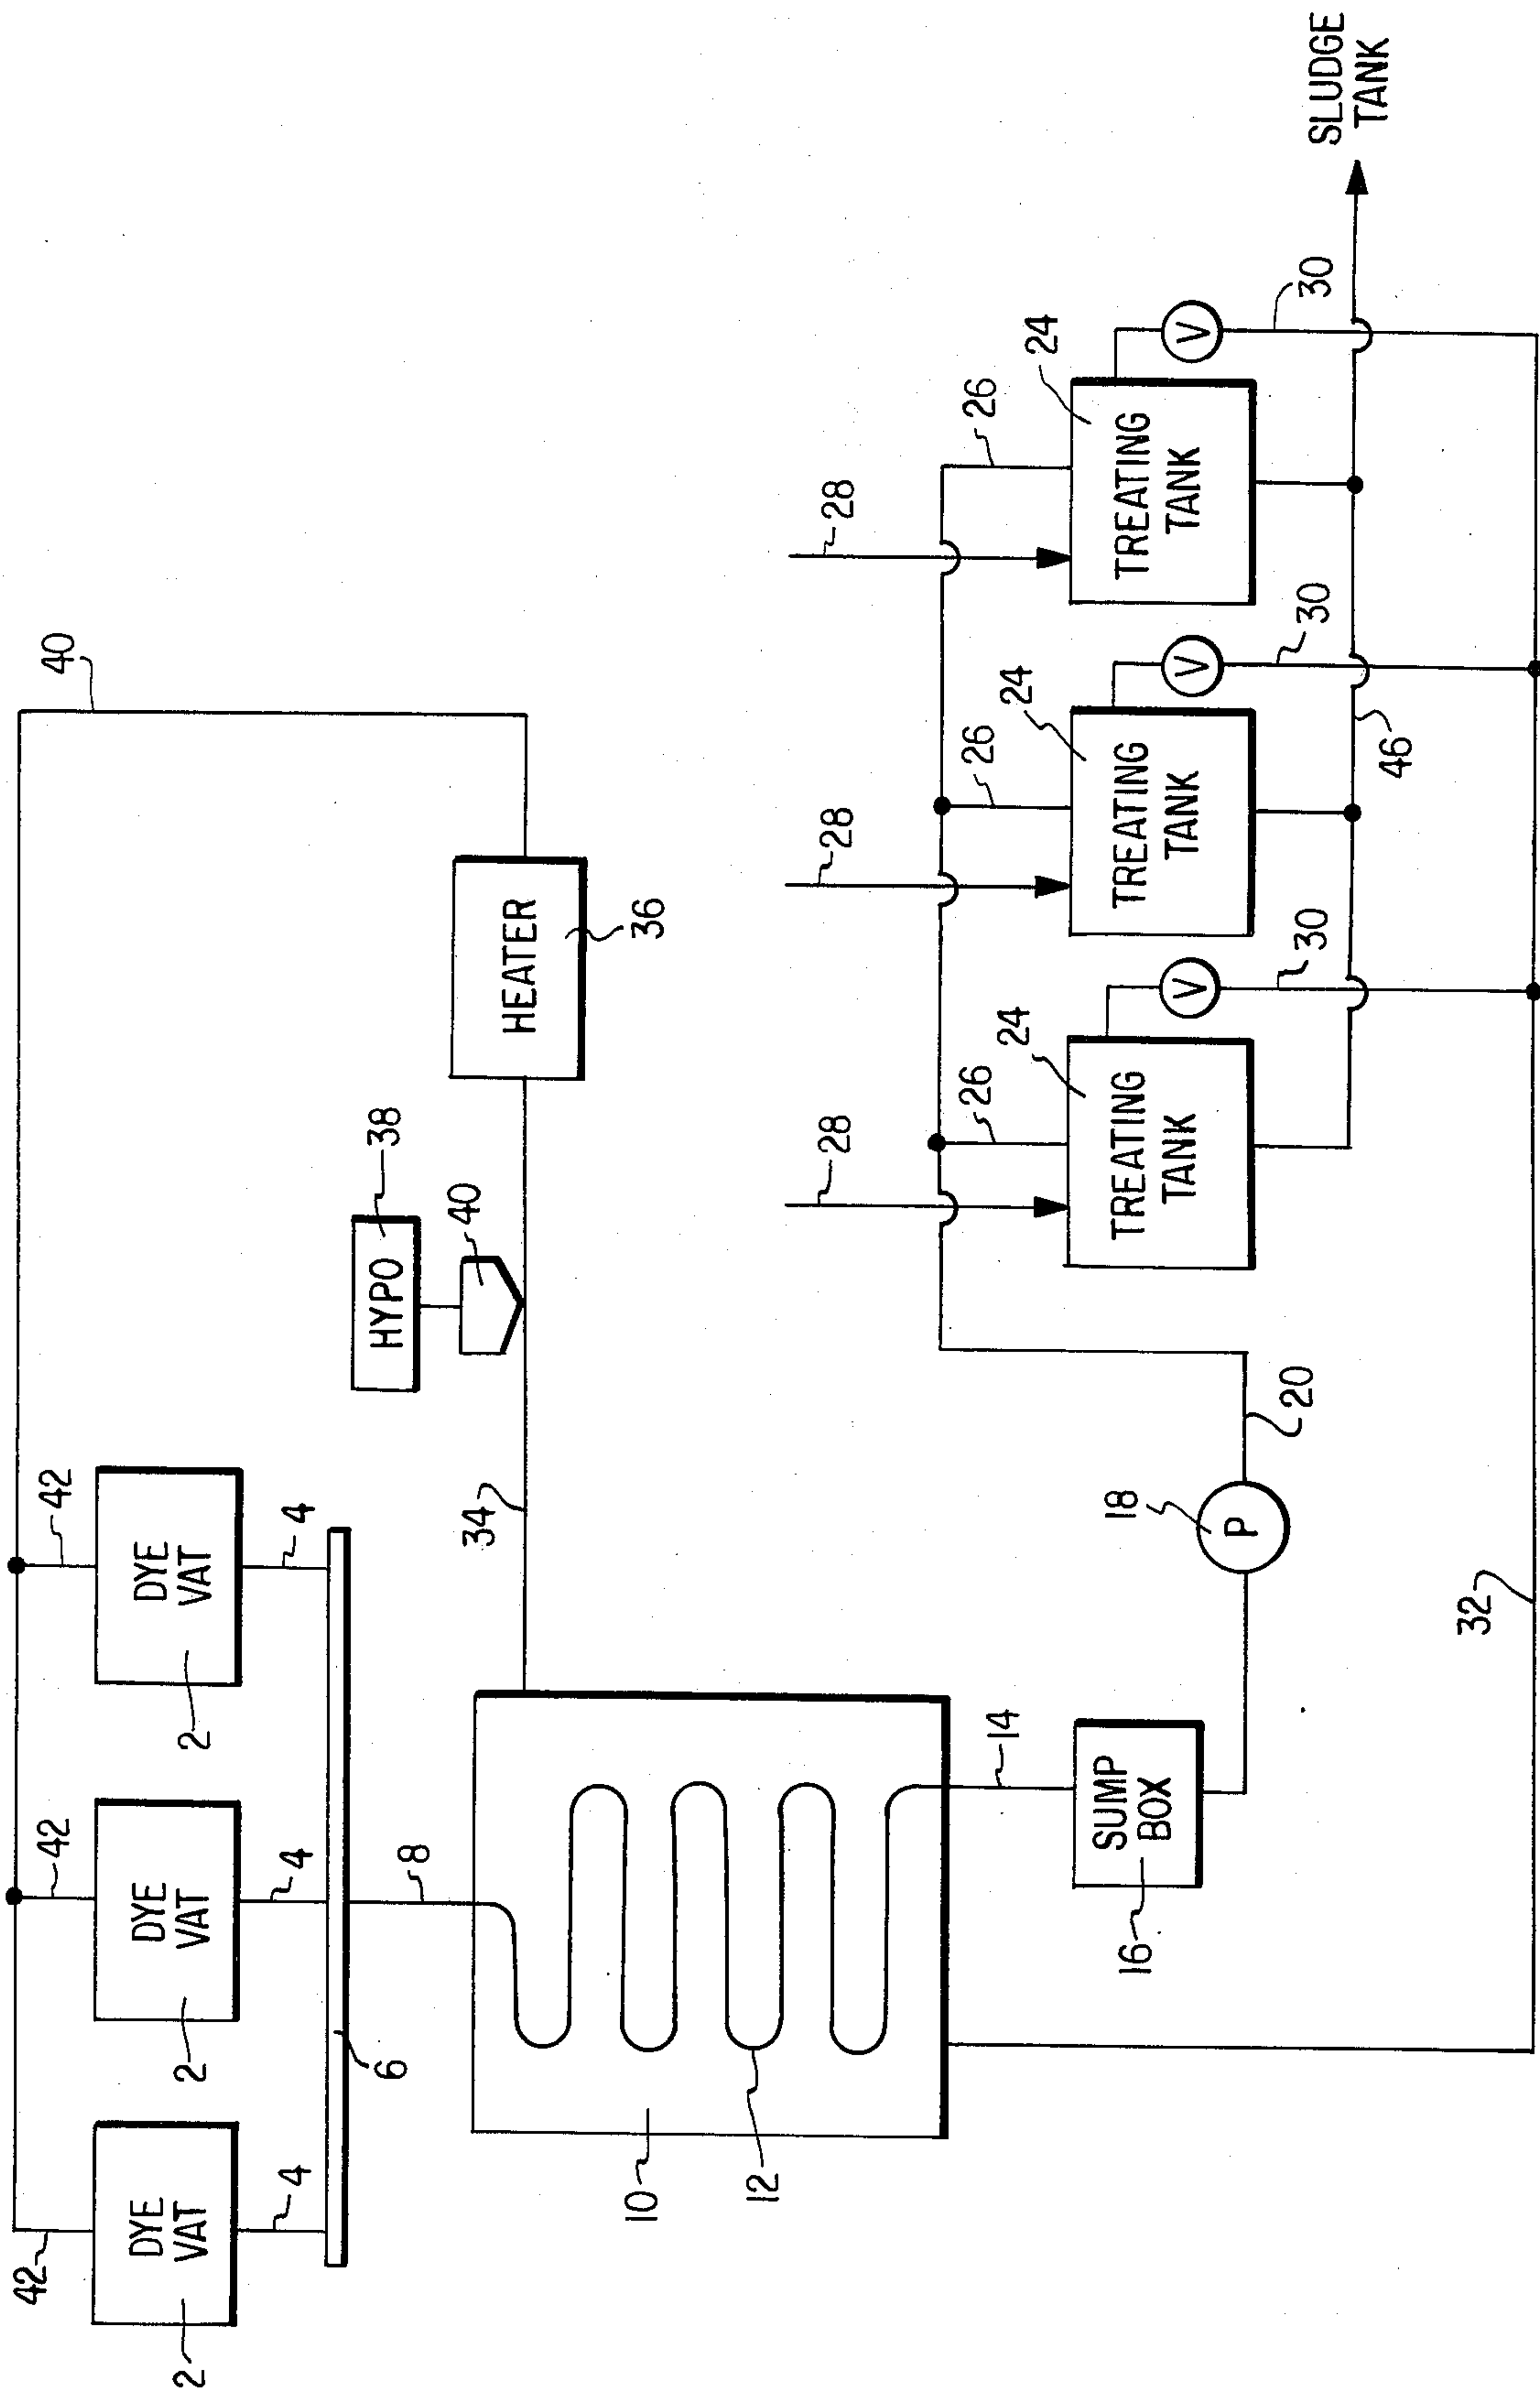 42
42
42
40
DYE
VAT
DYE
VAT
DYE
VAT
2
2
2
4
4
4
6
8
HYPO
38
40
34
HEATER
36
10
12
14
SUMP
BOX
16
18
P
20
28
28
28
26
26
26
24
24
24
TREATING
TANK
TREATING
TANK
TREATING
TANK
V
V
V
30
30
30
46
SLUDGE
TANK
32